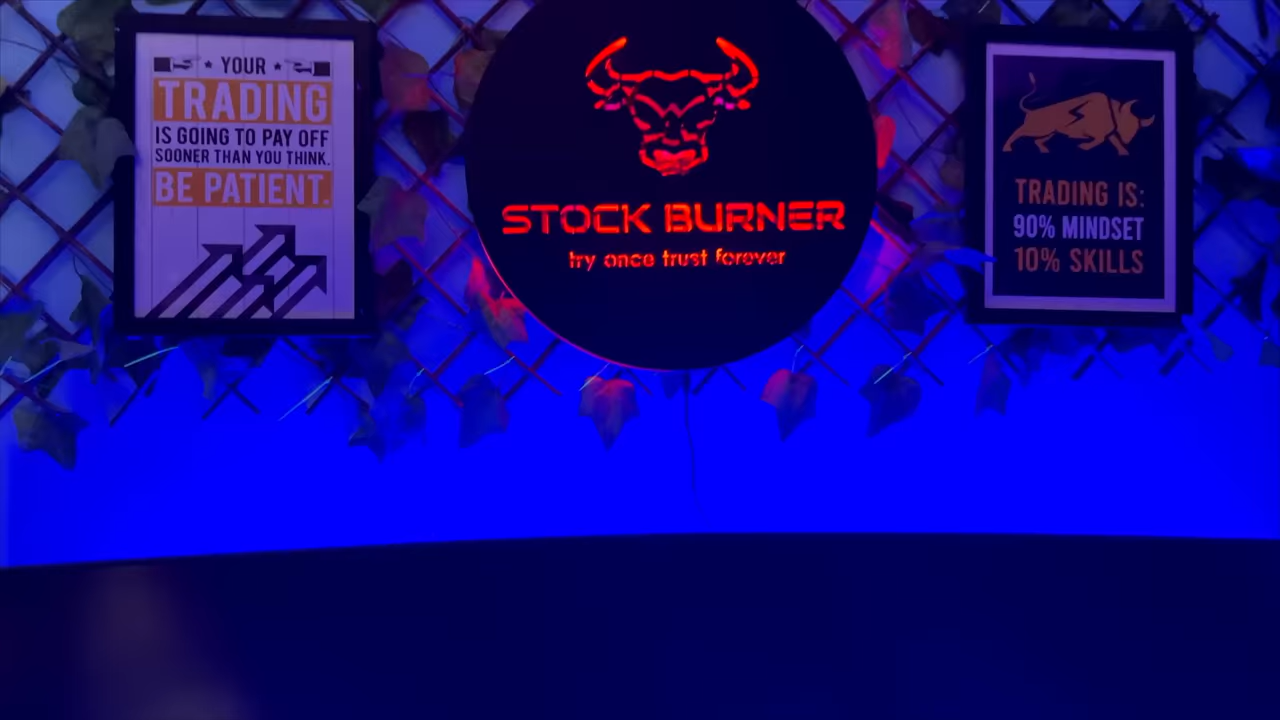 YOUR
TRADING
IS GOING TO PAY OFF
SOONER THAN YOU THINK.
BE PATIENT.
STOCK BURNER
try once trust forever
TRADING IS:
90% MINDSET
10% SKILLS